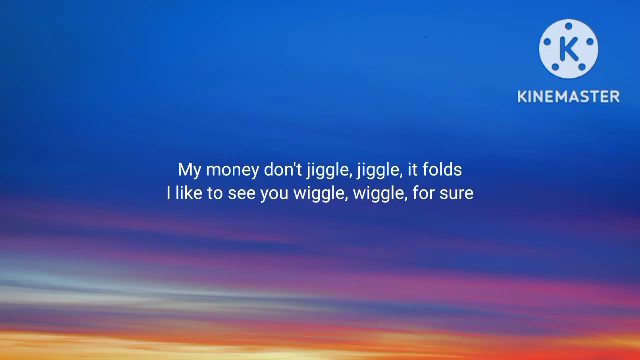 K
KINEMASTER
My money don't jiggle, jiggle, it folds
I like to see you wiggle, wiggle, for sure